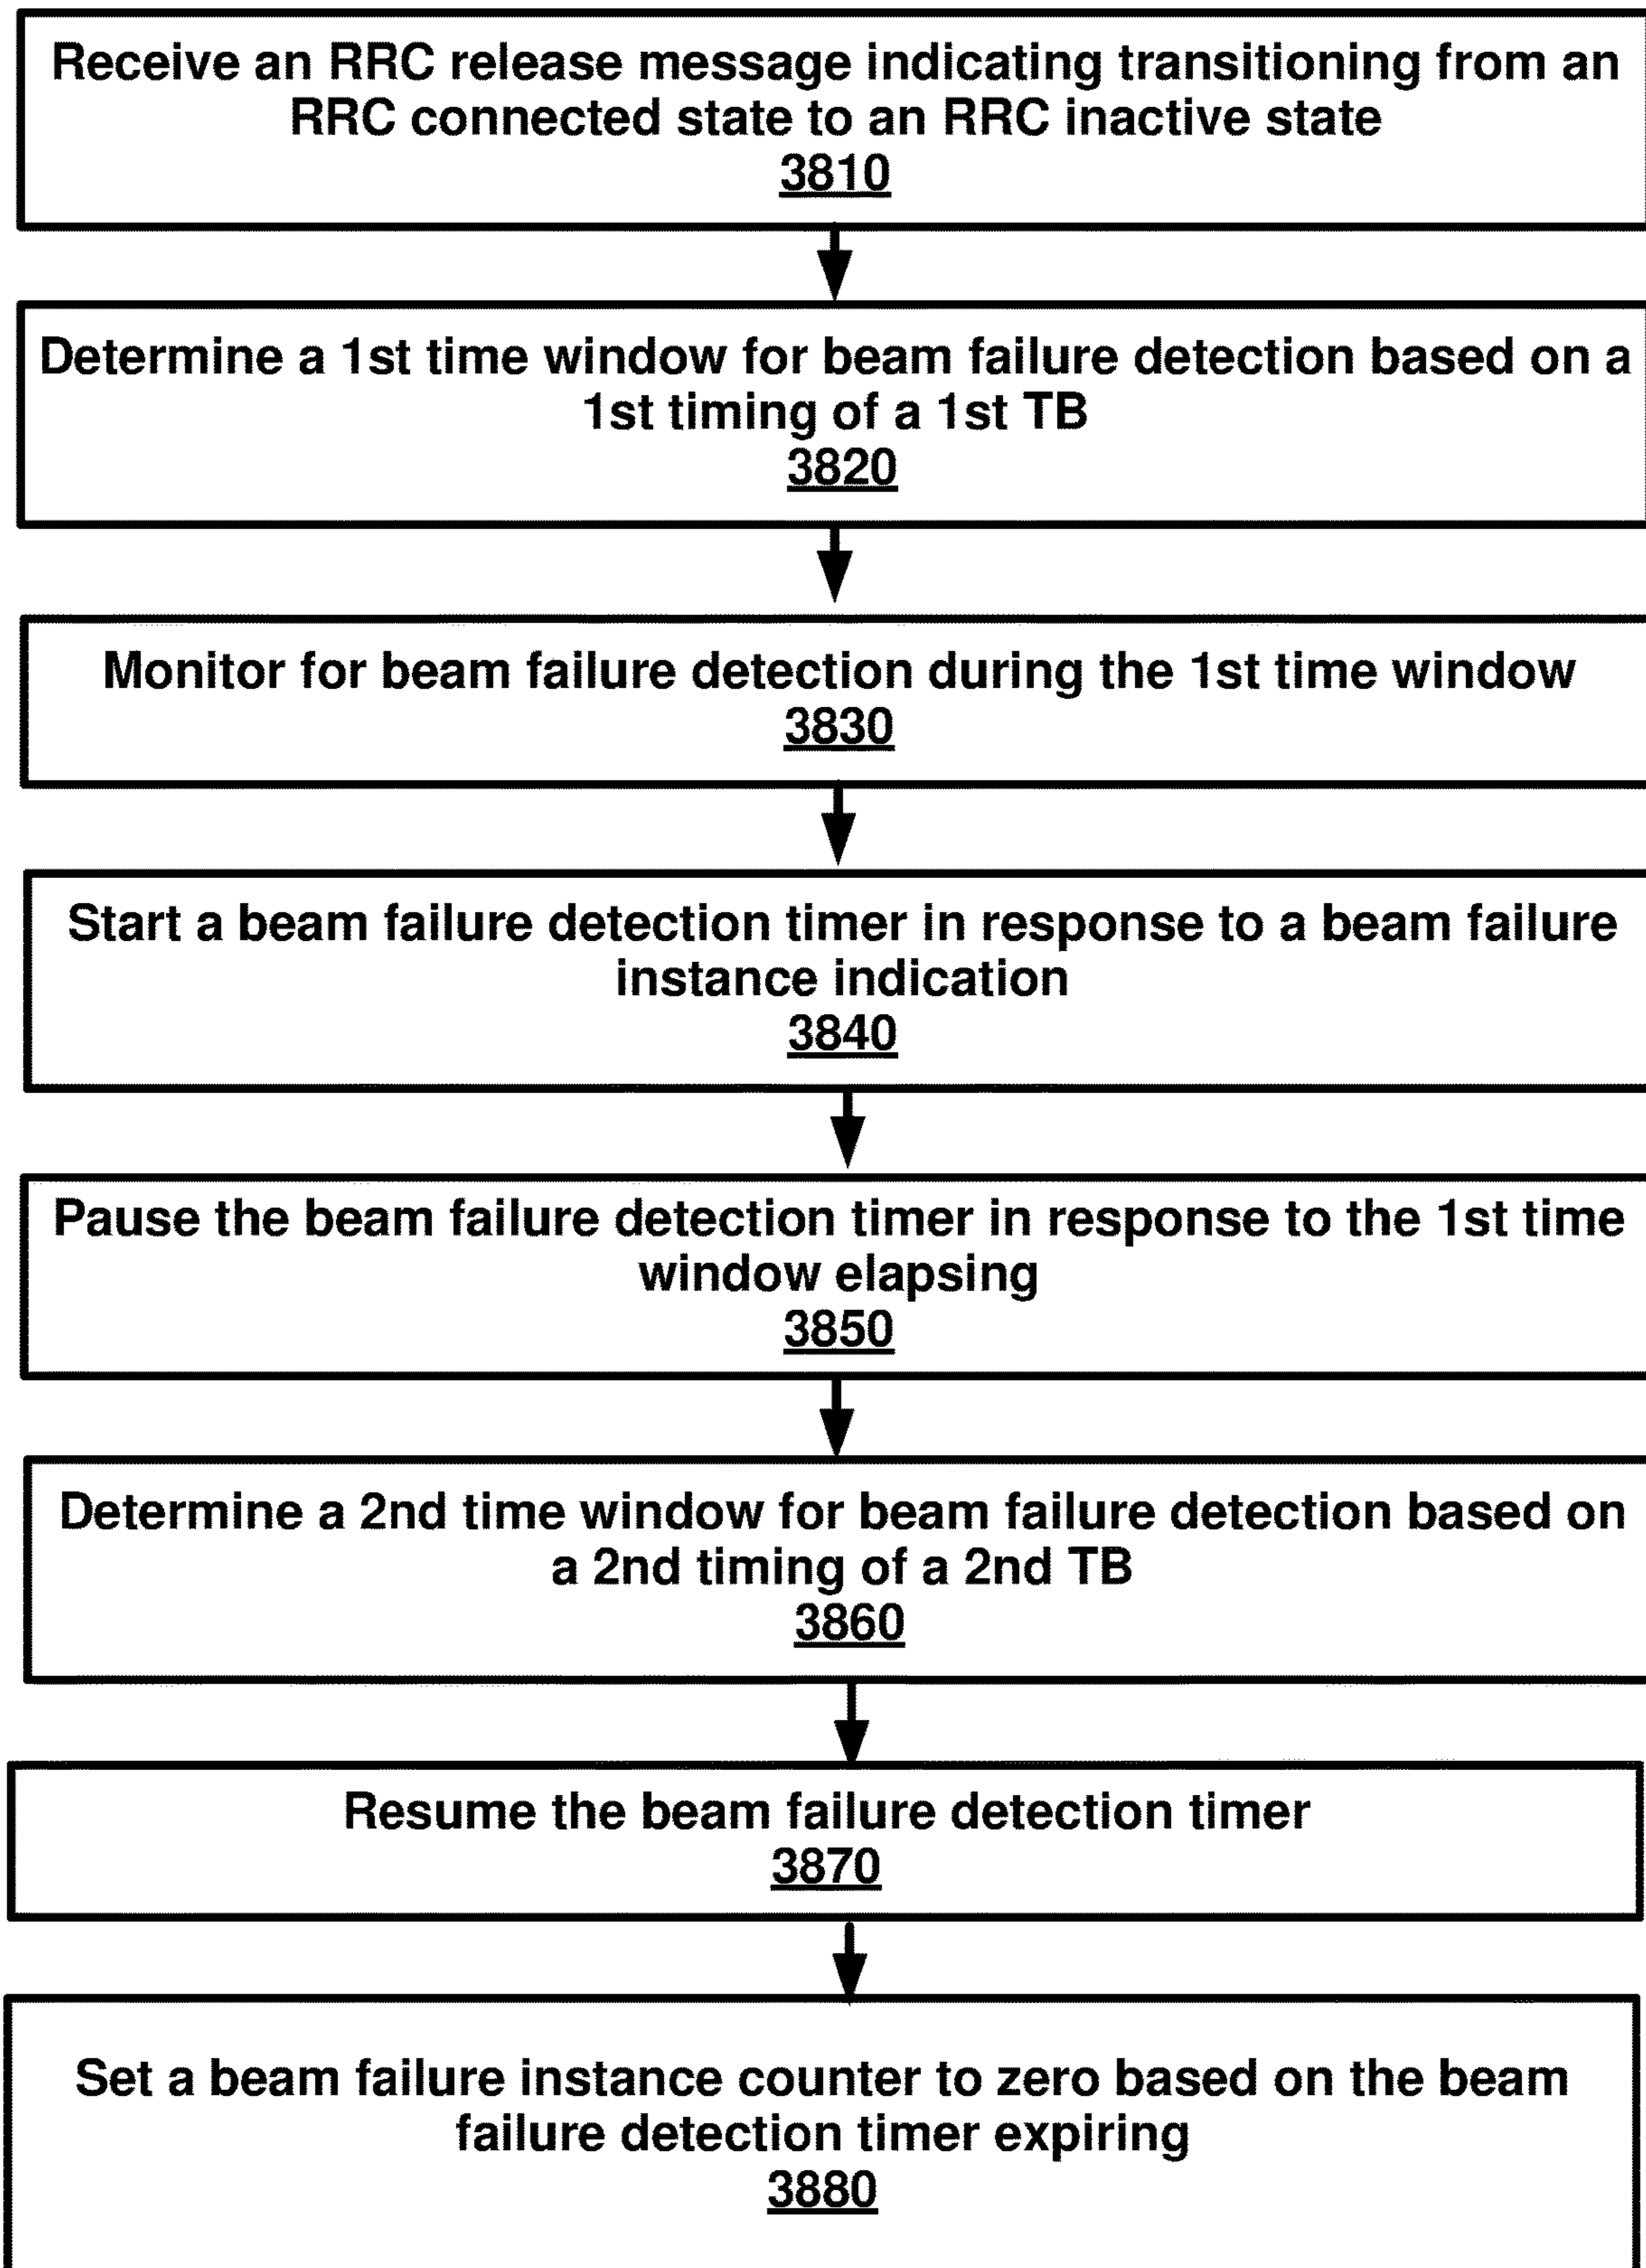 Receive an RRC release message indicating transitioning from an
RRC connected state to an RRC inactive state
3810
Determine a 1st time window for beam failure detection based on a
1st timing of a 1st TB
3820
Monitor for beam failure detection during the 1st time window
3830
Start a beam failure detection timer in response to a beam failure
instance indication
3840
Pause the beam failure detection timer in response to the 1st time
window elapsing
3850
Determine a 2nd time window for beam failure detection based on
a 2nd timing of a 2nd TB
3860
Resume the beam failure detection timer
3870
Set a beam failure instance counter to zero based on the beam
failure detection timer expiring
3880